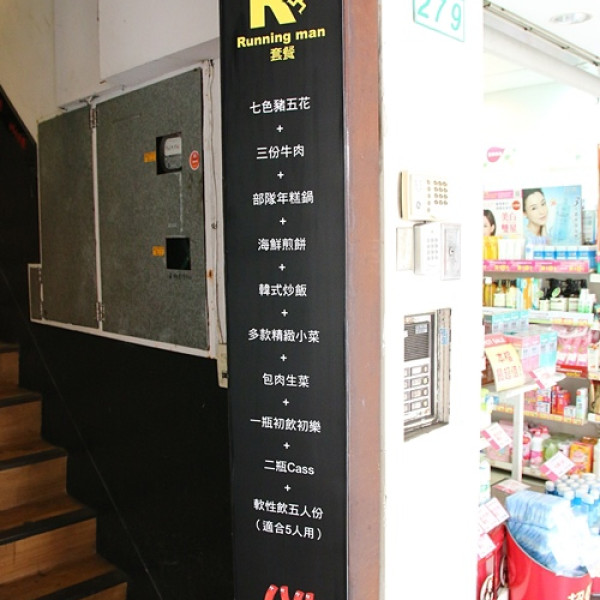 R
Running man
套餐
七色豬五花
+
三份牛肉
+
部隊年糕鍋
+
海鮮煎餅
+
韓式炒飯
+
多款精緻小菜
+
包肉生菜
+
一瓶初飲初樂
+
二瓶Cass
+
軟性飲五人份
（適合5人用）
279
美白